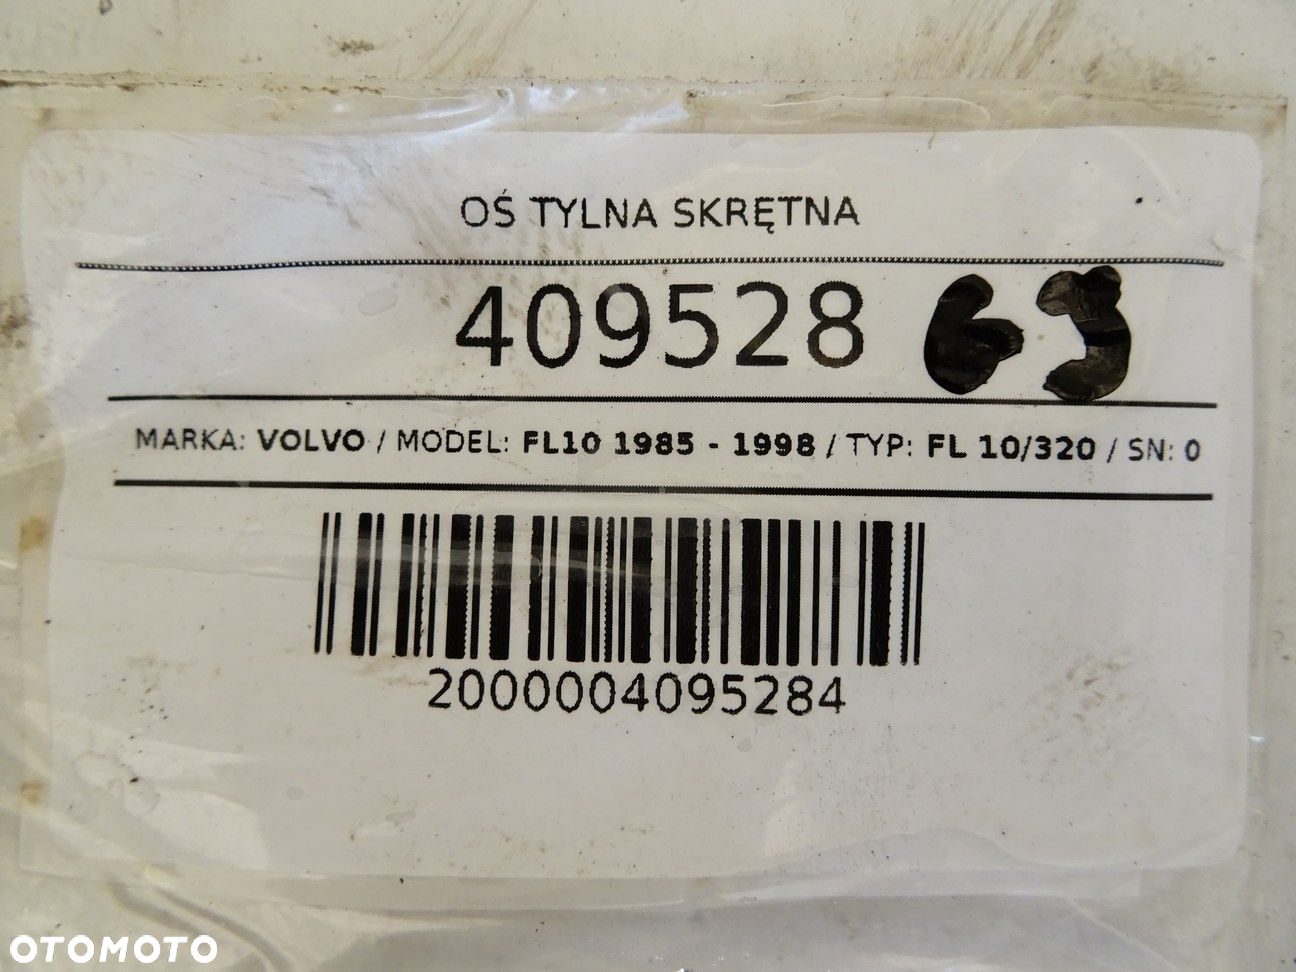 OŚ TYLNA SKRĘTNA
409528 63
MARKA: VOLVO / MODEL: FL10 1985 - 1998 / TYP: FL 10/320 / SN: 0
2000004095284
OTOMOTO